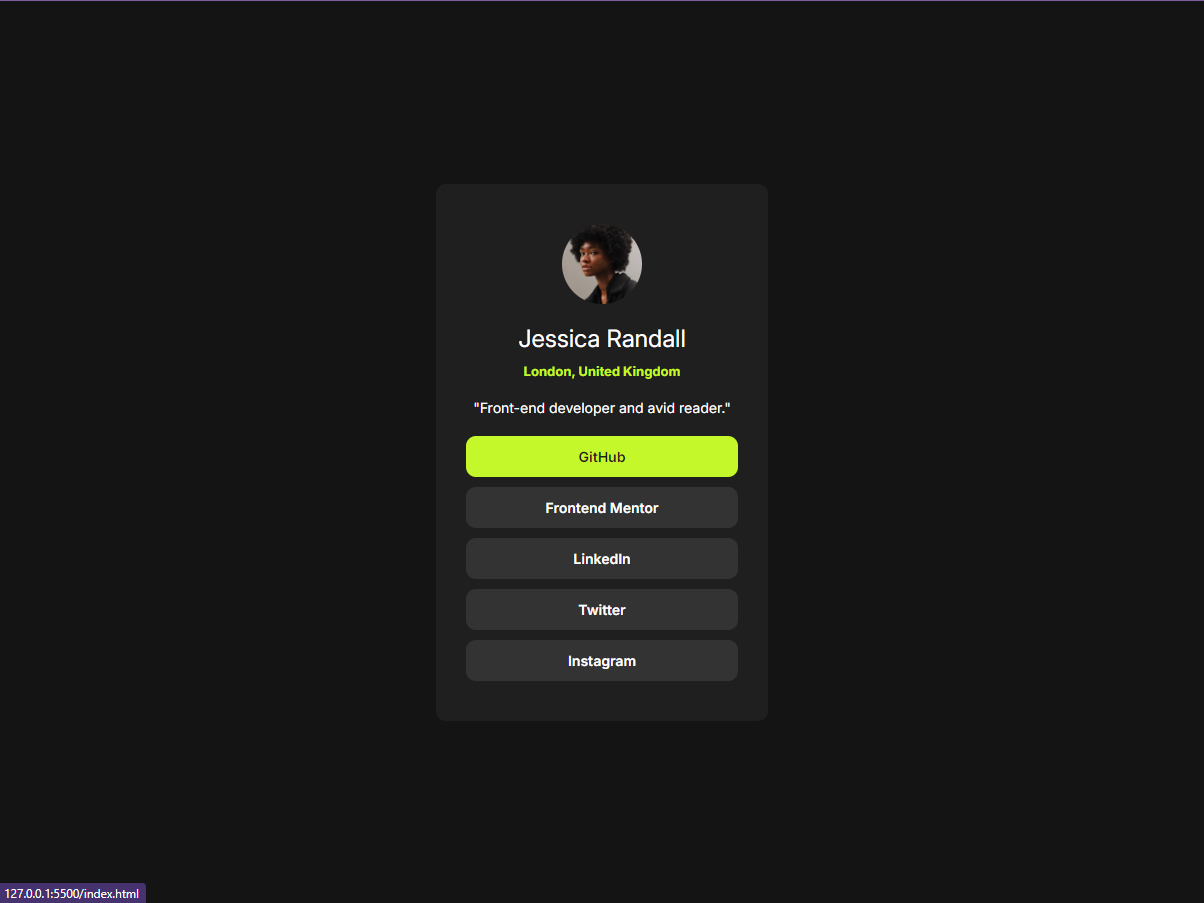 Jessica Randall
London, United Kingdom
"Front-end developer and avid reader."
GitHub
Frontend Mentor
LinkedIn
Twitter
Instagram
127.0.0.1:5500/index.html